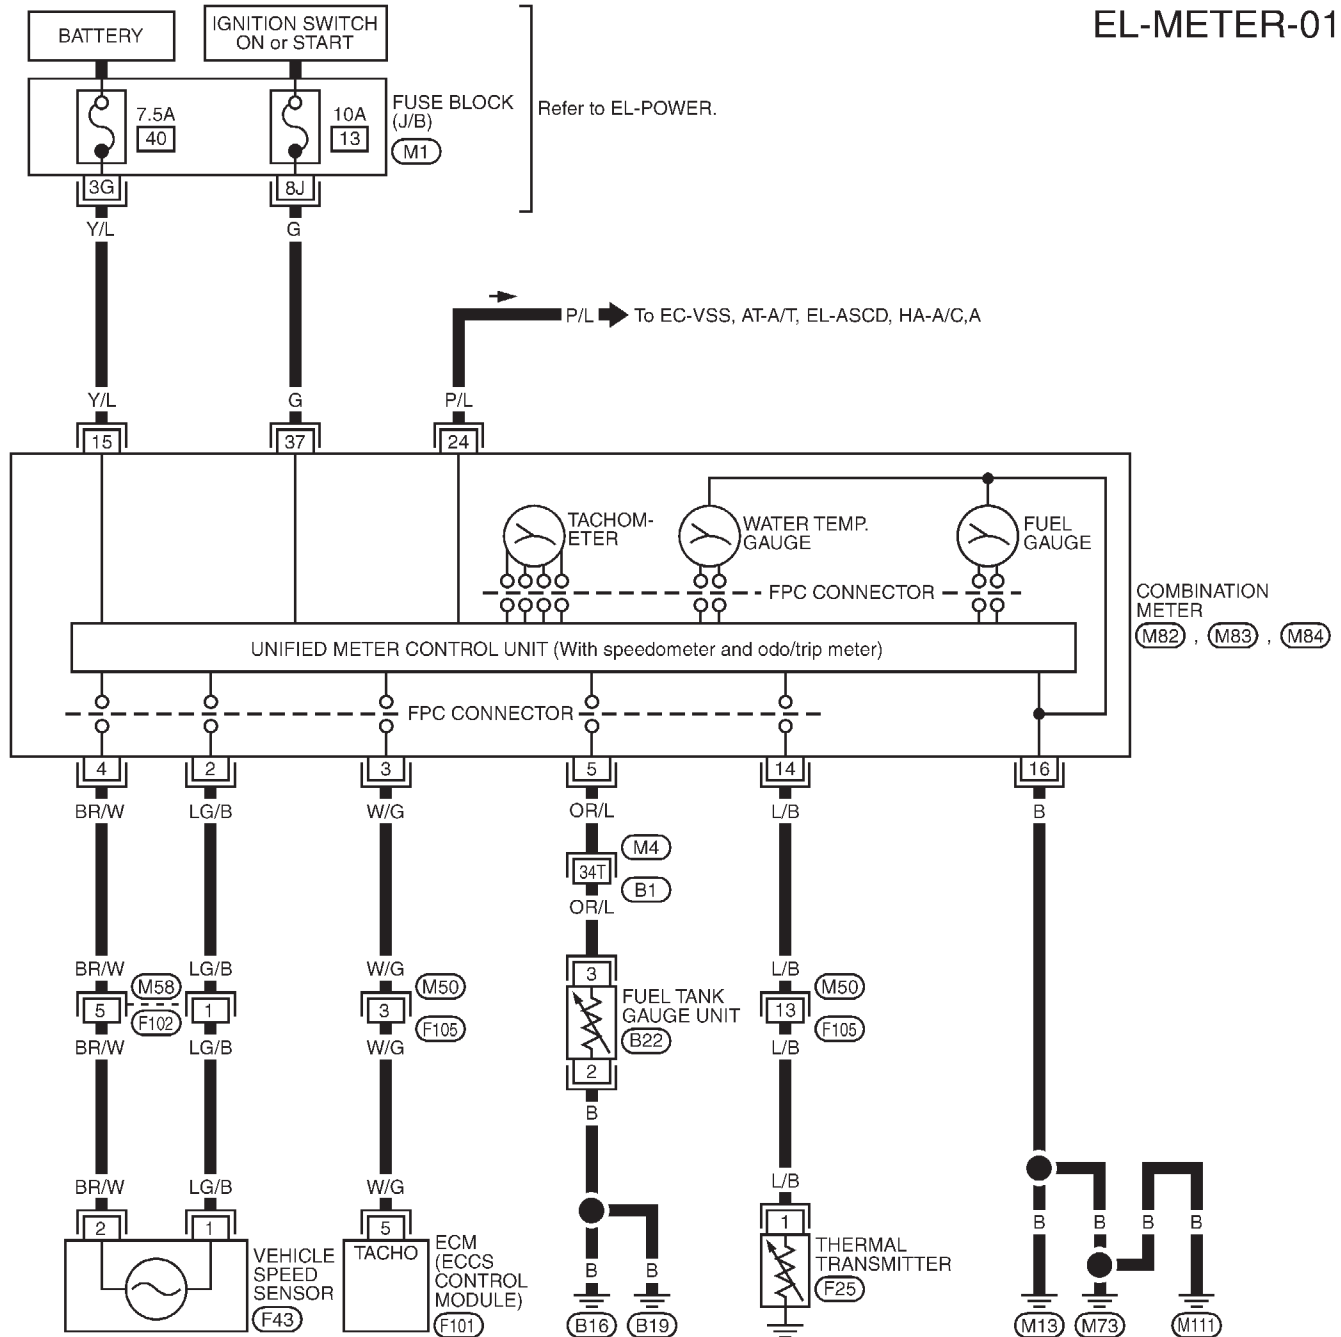 EL-METER-01
BATTERY
IGNITION SWITCH
ON or START
7.5A
40
10A
13
FUSE BLOCK
(J/B)
M1
Refer to EL-POWER.
3G
8J
Y/L
G
P/L
To EC-VSS, AT-A/T, EL-ASCD, HA-A/C,A
Y/L
G
P/L
15
37
24
TACHOM-
ETER
WATER TEMP.
GAUGE
FUEL
GAUGE
FPC CONNECTOR
COMBINATION
METER
M82 , M83 , M84
UNIFIED METER CONTROL UNIT (With speedometer and odo/trip meter)
FPC CONNECTOR
4
2
3
5
14
16
BR/W
LG/B
W/G
OR/L
L/B
B
M4
34T
B1
OR/L
BR/W
LG/B
W/G
L/B
M58
M50
M50
5
1
3
13
F102
F105
F105
3
FUEL TANK
GAUGE UNIT
B22
2
BR/W
LG/B
W/G
L/B
B
BR/W
LG/B
W/G
L/B
2
1
5
1
TACHO
VEHICLE
SPEED
SENSOR
F43
ECM
(ECCS
CONTROL
MODULE)
F101
B
B
B16
B19
THERMAL
TRANSMITTER
F25
B
B
B
B
M13
M73
M111